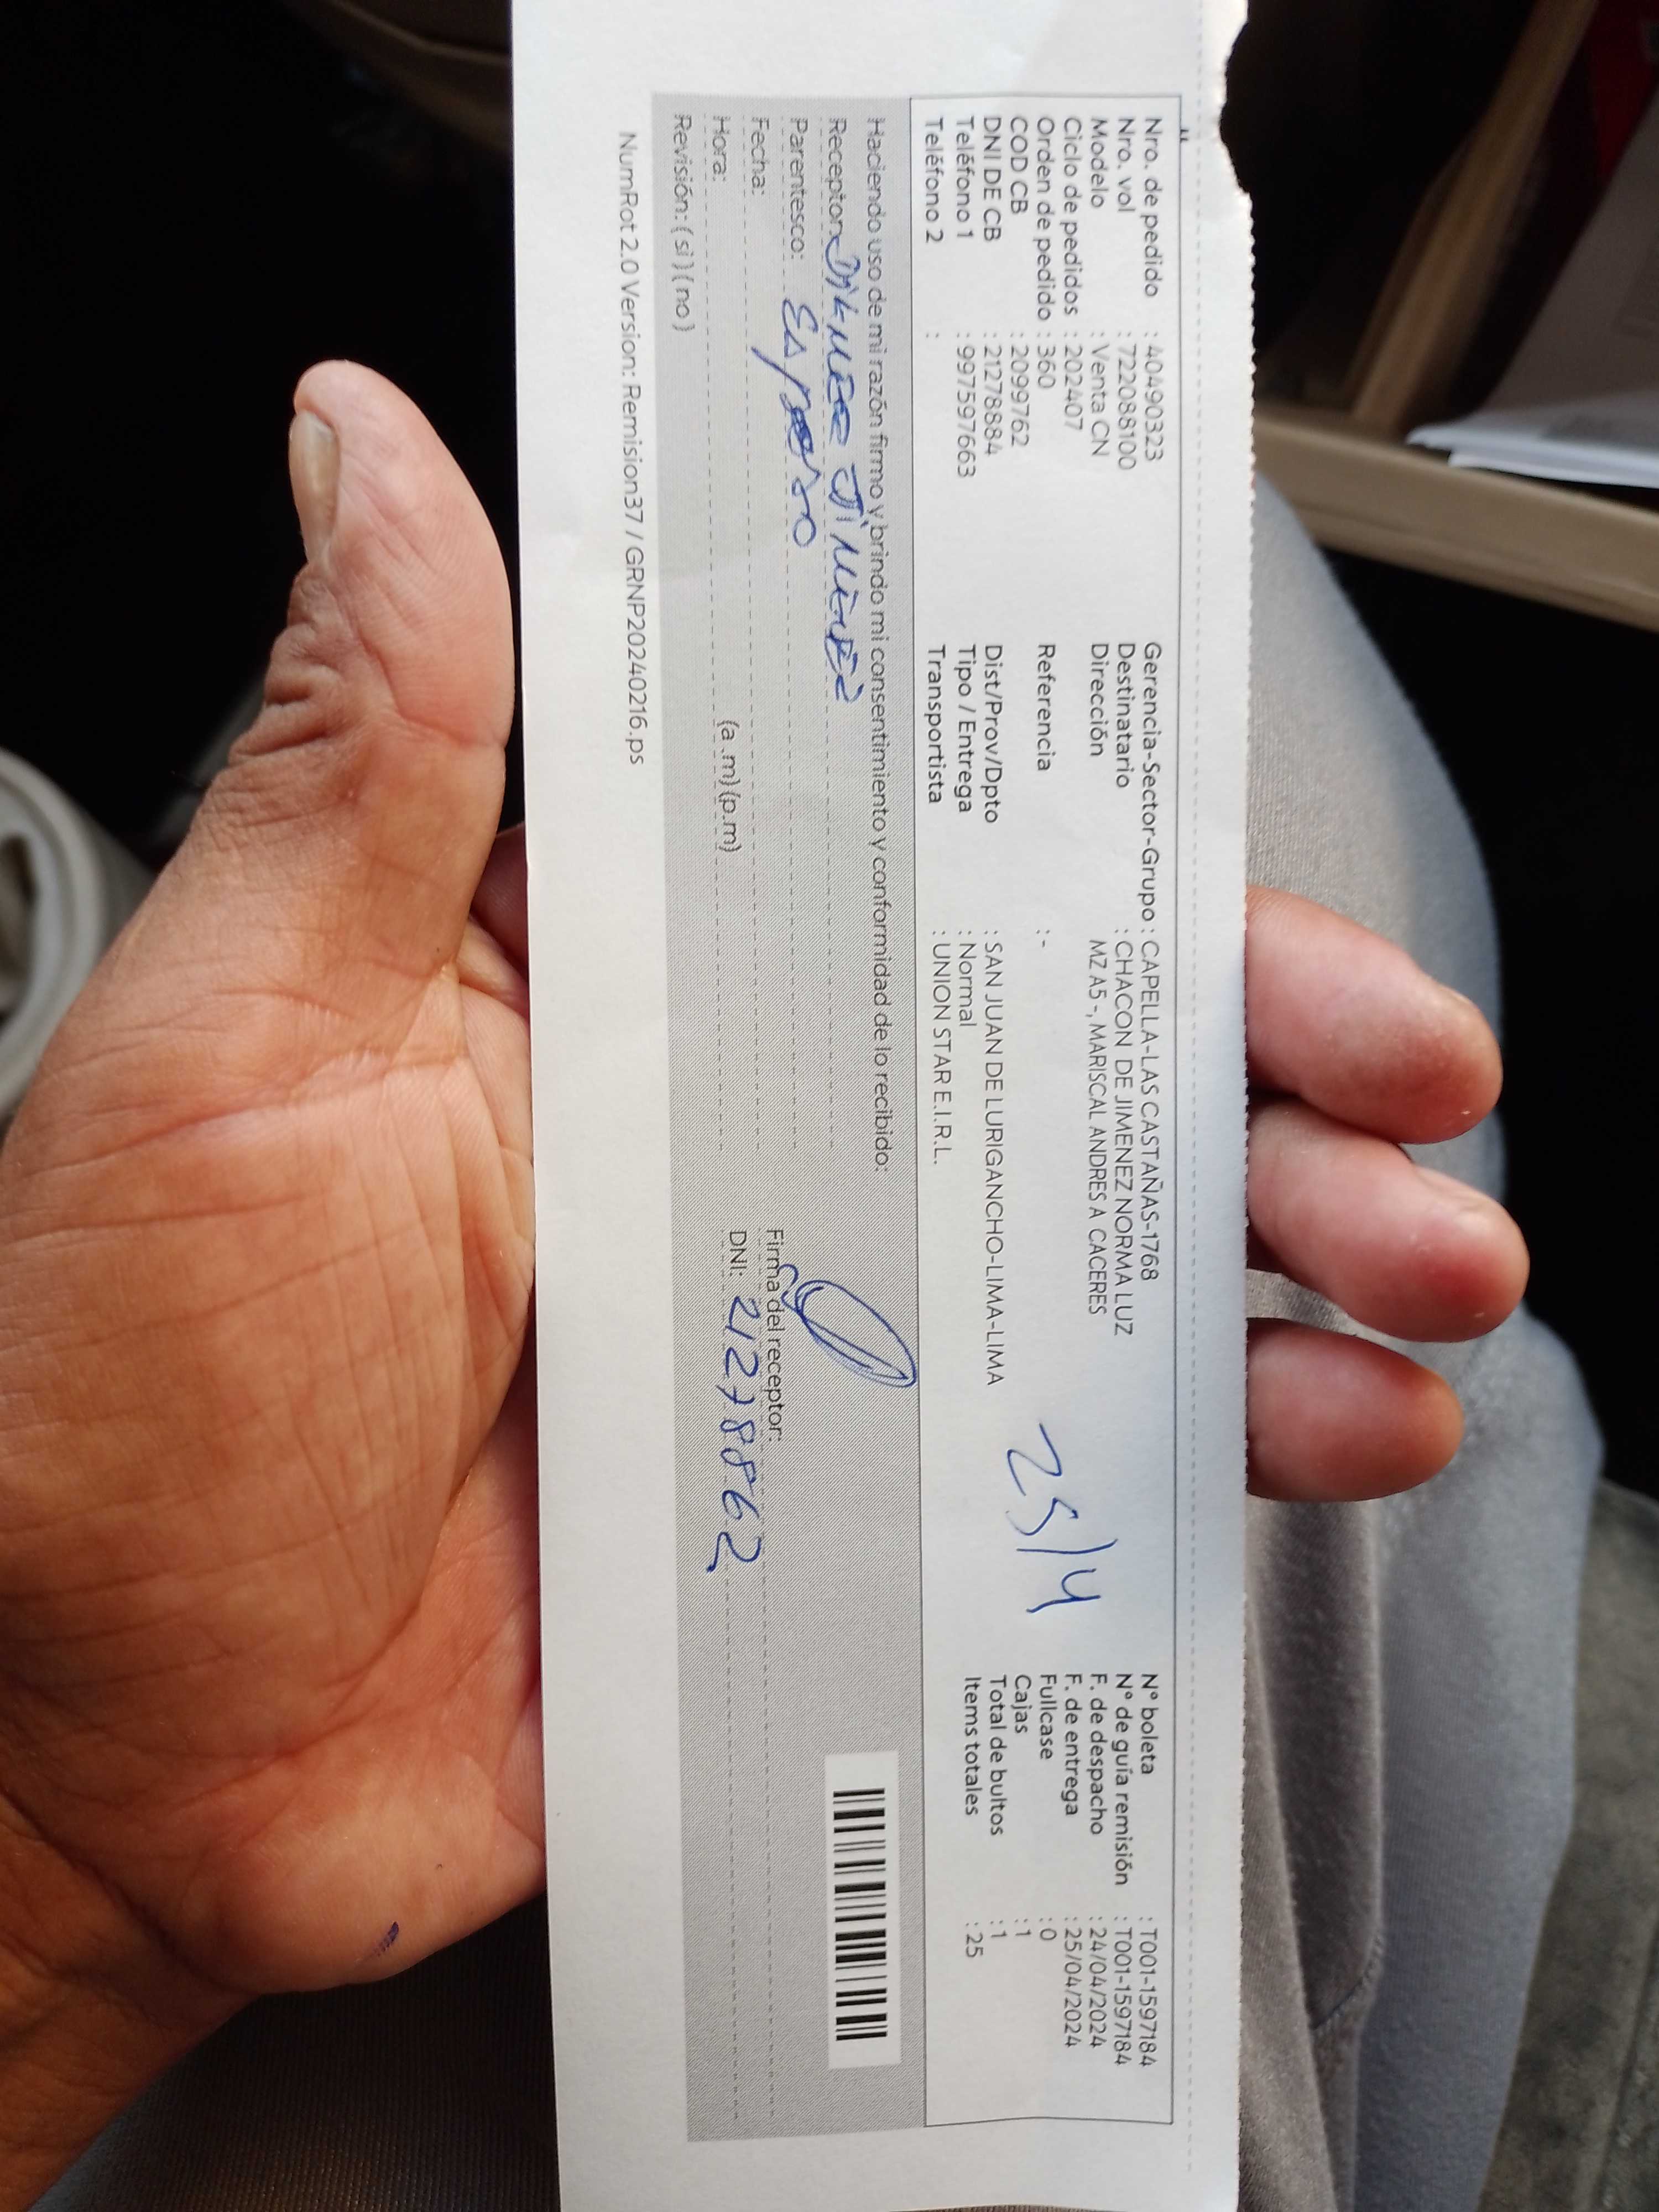 Nro. de pedido : 40490323
Nro. vol : 722088100
Modelo : Venta CN
Ciclo de pedidos : 202407
Orden de pedido : 360
COD CB : 2099762
DNI DE CB : 21278884
Teléfono 1 : 997597663
Teléfono 2 :
Gerencia-Sector-Grupo : CAPELLA-LAS CASTAÑAS-1768
Destinatario : CHACON DE JIMENEZ NORMA LUZ
Dirección MZ A5 -, MARISCAL ANDRES A CACERES
Referencia : -
Dist/Prov/Dpto : SAN JUAN DE LURIGANCHO-LIMA-LIMA
Tipo / Entrega : Normal
Transportista : UNION STAR E.I.R.L.
25/4
N° boleta : T001-1597184
N° de guía remisión : T001-1597184
F. de despacho : 24/04/2024
F. de entrega : 25/04/2024
Fullcase : 0
Cajas : 1
Total de bultos : 1
Items totales : 25
Haciendo uso de mi razón firmo y brindo mi consentimiento y conformidad de lo recibido:
Receptor: Jimenez
Parentesco: Esposo
Fecha:
Hora: (a .m) (p.m)
Revisión: ( si ) ( no )
Firma del receptor:
DNI: 21278862
NumRot 2.0 Version: Remision37 / GRNP20240216.ps